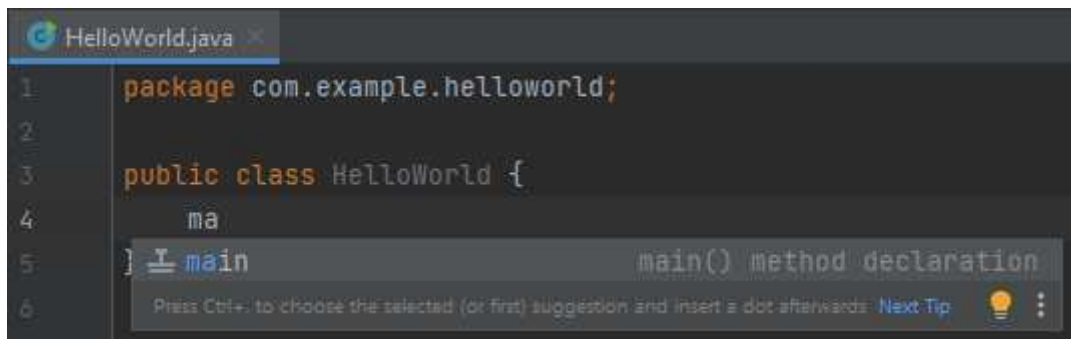 HelloWorld.java
1 package com.example.helloworld;
2
3 public class HelloWorld {
4 ma
5 }
main main() method declaration
6
Press Ctrl+. to choose the selected (or first) suggestion and insert a dot afterwards Next Tip